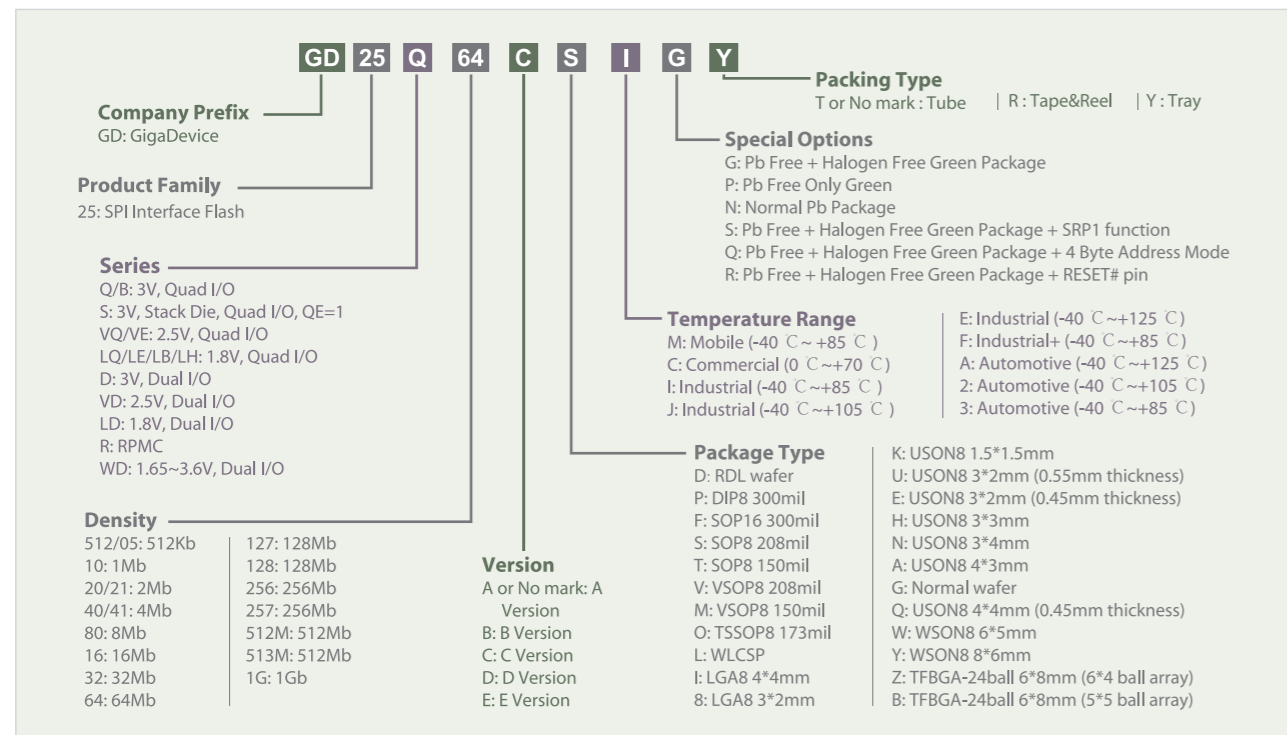 GD 25 Q 64 C S I G Y
Packing Type
T or No mark : Tube | R : Tape&Reel | Y : Tray
Company Prefix
GD: GigaDevice
Special Options
G: Pb Free + Halogen Free Green Package
P: Pb Free Only Green
N: Normal Pb Package
S: Pb Free + Halogen Free Green Package + SRP1 function
Q: Pb Free + Halogen Free Green Package + 4 Byte Address Mode
R: Pb Free + Halogen Free Green Package + RESET# pin
Product Family
25: SPI Interface Flash
Series
Q/B: 3V, Quad I/O
S: 3V, Stack Die, Quad I/O, QE=1
VQ/VE: 2.5V, Quad I/O
LQ/LE/LB/LH: 1.8V, Quad I/O
D: 3V, Dual I/O
VD: 2.5V, Dual I/O
LD: 1.8V, Dual I/O
R: RPMC
WD: 1.65~3.6V, Dual I/O
Temperature Range
M: Mobile (-40 ℃~ +85 ℃ )
C: Commercial (0 ℃~+70 ℃)
I: Industrial (-40 ℃~+85 ℃ )
J: Industrial (-40 ℃~+105 ℃ )
E: Industrial (-40 ℃~+125 ℃)
F: Industrial+ (-40 ℃~+85 ℃)
A: Automotive (-40 ℃~+125 ℃)
2: Automotive (-40 ℃~+105 ℃)
3: Automotive (-40 ℃~+85 ℃)
Package Type
D: RDL wafer
P: DIP8 300mil
F: SOP16 300mil
S: SOP8 208mil
T: SOP8 150mil
V: VSOP8 208mil
M: VSOP8 150mil
O: TSSOP8 173mil
L: WLCSP
I: LGA8 4*4mm
8: LGA8 3*2mm
K: USON8 1.5*1.5mm
U: USON8 3*2mm (0.55mm thickness)
E: USON8 3*2mm (0.45mm thickness)
H: USON8 3*3mm
N: USON8 3*4mm
A: USON8 4*3mm
G: Normal wafer
Q: USON8 4*4mm (0.45mm thickness)
W: WSON8 6*5mm
Y: WSON8 8*6mm
Z: TFBGA-24ball 6*8mm (6*4 ball array)
B: TFBGA-24ball 6*8mm (5*5 ball array)
Density
512/05: 512Kb
10: 1Mb
20/21: 2Mb
40/41: 4Mb
80: 8Mb
16: 16Mb
32: 32Mb
64: 64Mb
127: 128Mb
128: 128Mb
256: 256Mb
257: 256Mb
512M: 512Mb
513M: 512Mb
1G: 1Gb
Version
A or No mark: A
Version
B: B Version
C: C Version
D: D Version
E: E Version